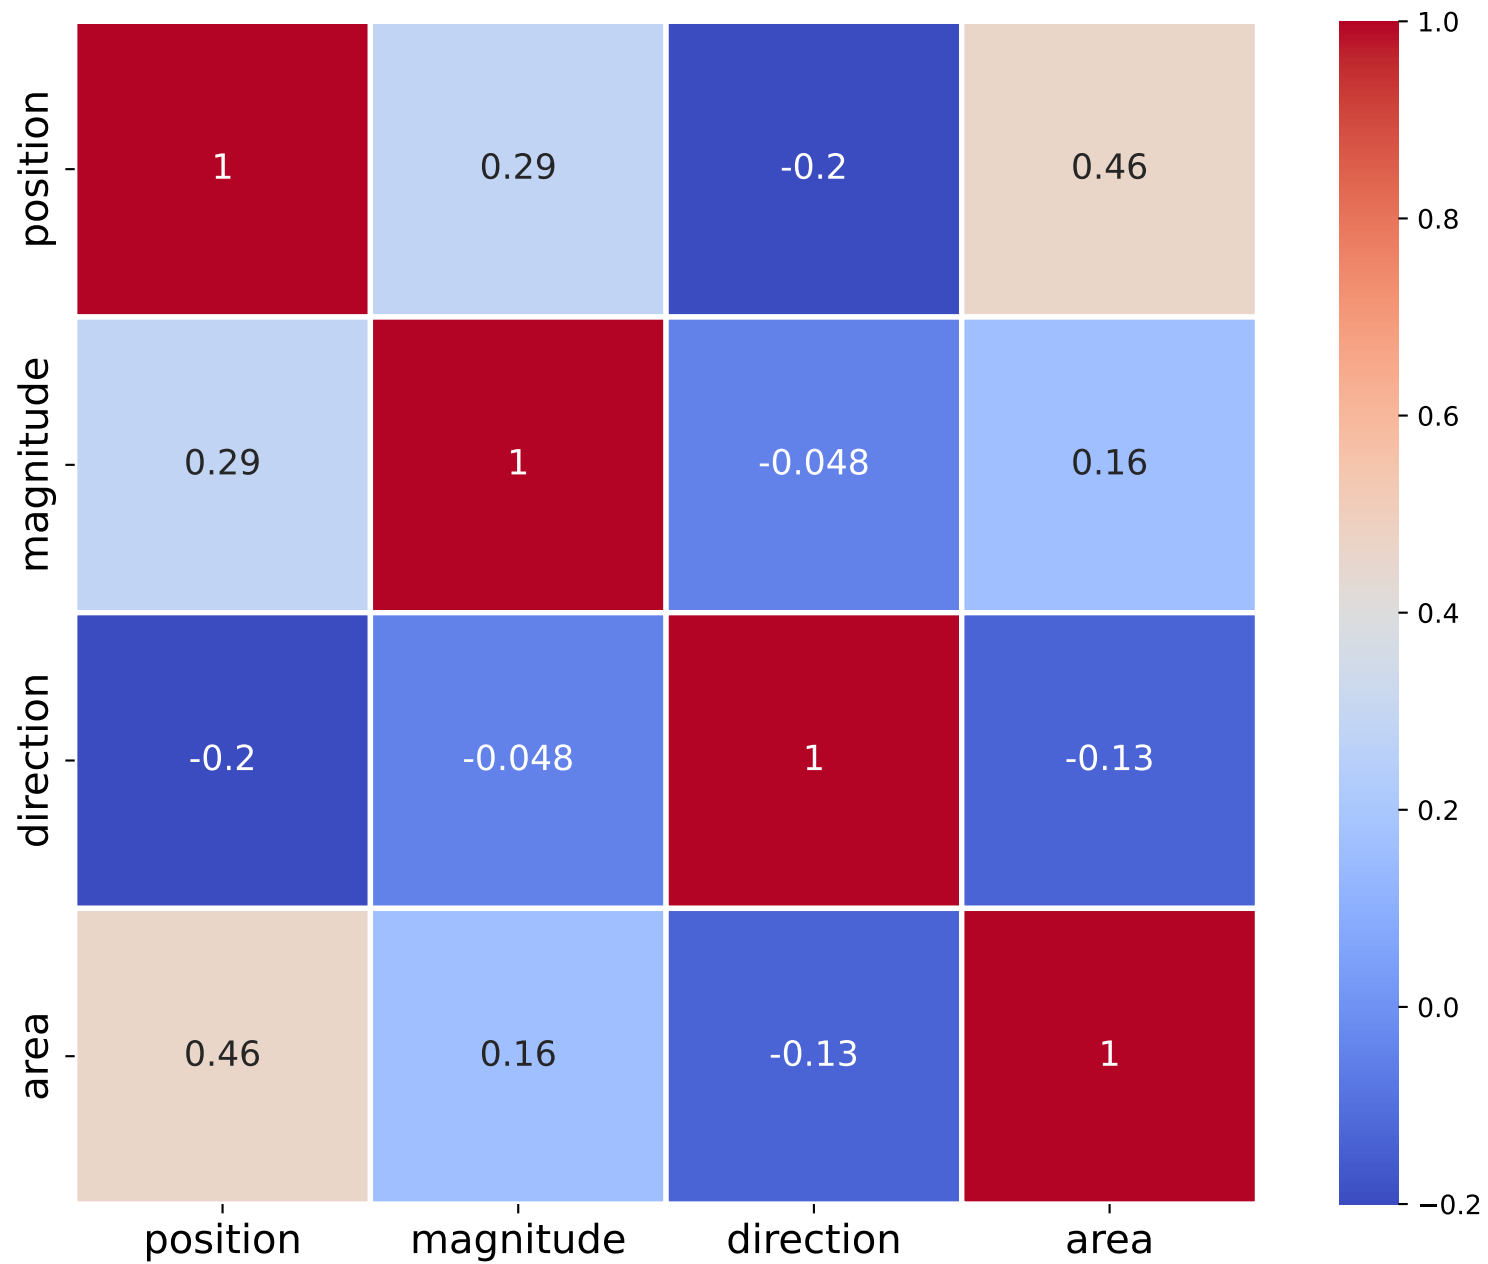 position 1 0.29 -0.2 0.46
magnitude 0.29 1 -0.048 0.16
direction -0.2 -0.048 1 -0.13
area 0.46 0.16 -0.13 1
position magnitude direction area
1.0
0.8
0.6
0.4
0.2
0.0
−0.2